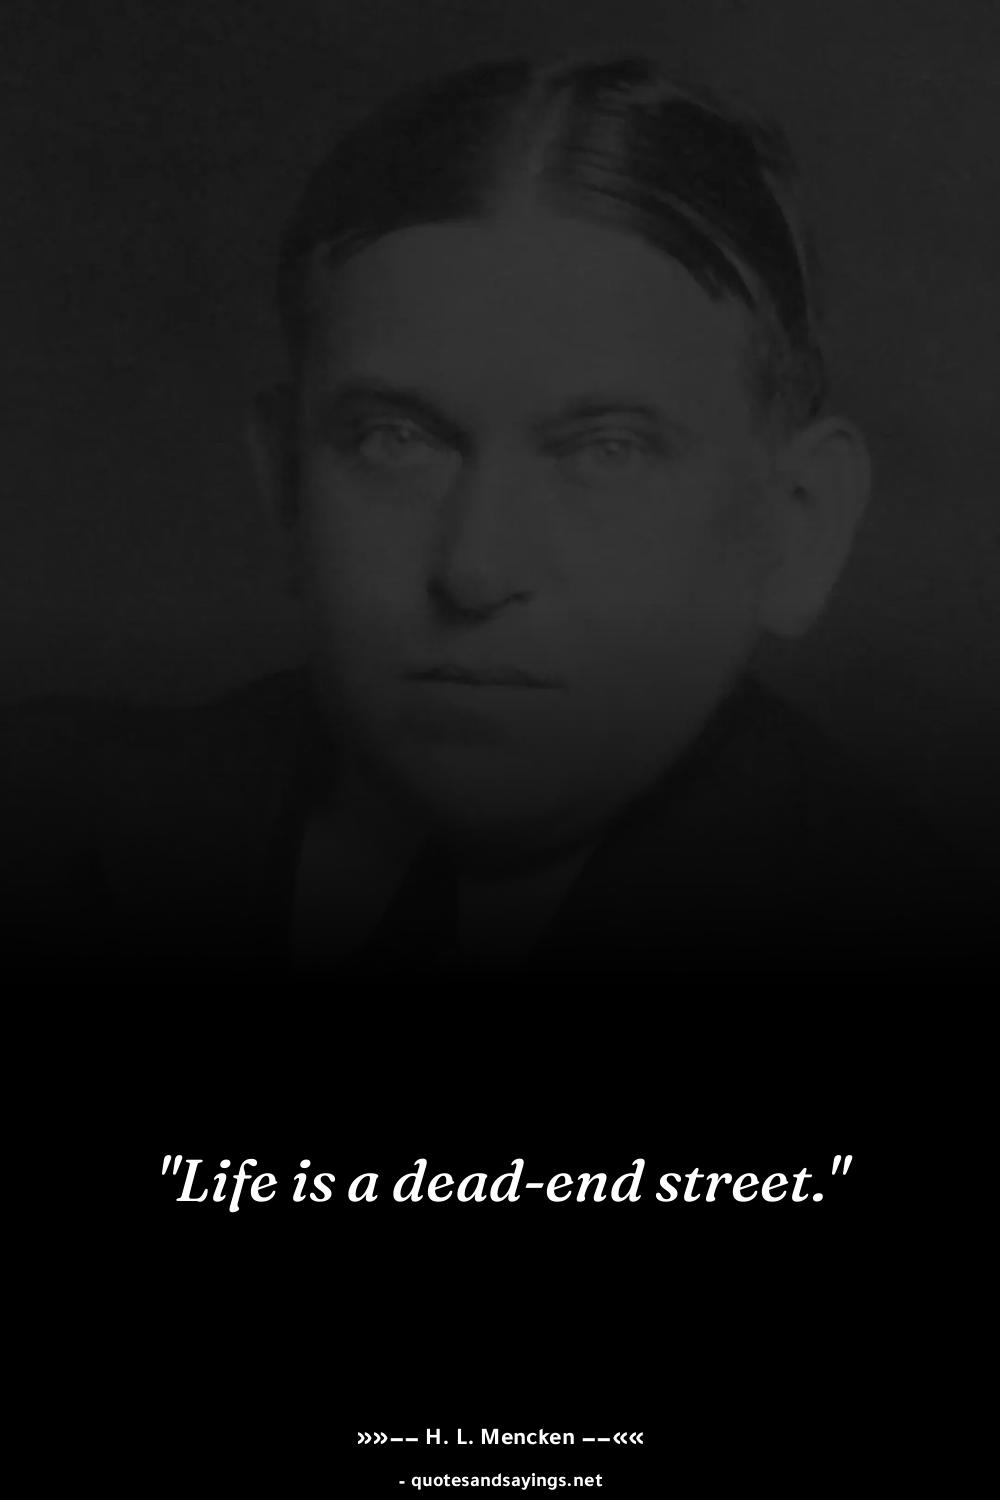 "Life is a dead-end street."
»»–– H. L. Mencken ––««
- quotesandsayings.net